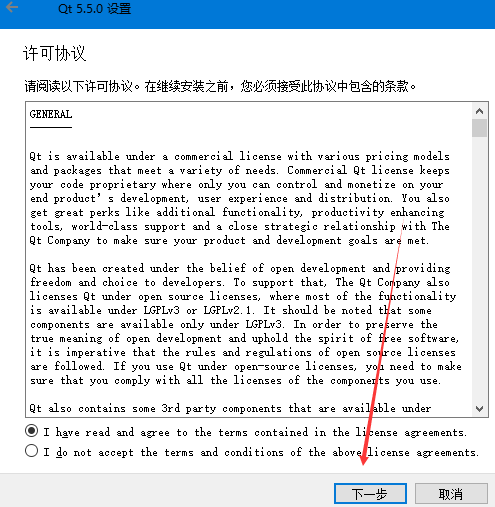 Qt 5.5.0 设置
许可协议
请阅读以下许可协议。在继续安装之前，您必须接受此协议中包含的条款。
GENERAL
Qt is available under a commercial license with various pricing models
and packages that meet a variety of needs. Commercial Qt license keeps
your code proprietary where only you can control and monetize on your
end product's development, user experience and distribution. You also
get great perks like additional functionality, productivity enhancing
tools, world-class support and a close strategic relationship with The
Qt Company to make sure your product and development goals are met.
Qt has been created under the belief of open development and providing
freedom and choice to developers. To support that, The Qt Company also
licenses Qt under open source licenses, where most of the functionality
is available under LGPLv3 or LGPLv2.1. It should be noted that some
components are available only under LGPLv3. In order to preserve the
true meaning of open development and uphold the spirit of free software,
it is imperative that the rules and regulations of open source licenses
are followed. If you use Qt under open-source licenses, you need to make
sure that you comply with all the licenses of the components you use.
Qt also contains some 3rd party components that are available under
I have read and agree to the terms contained in the license agreements.
I do not accept the terms and conditions of the above license agreements.
下一步
取消